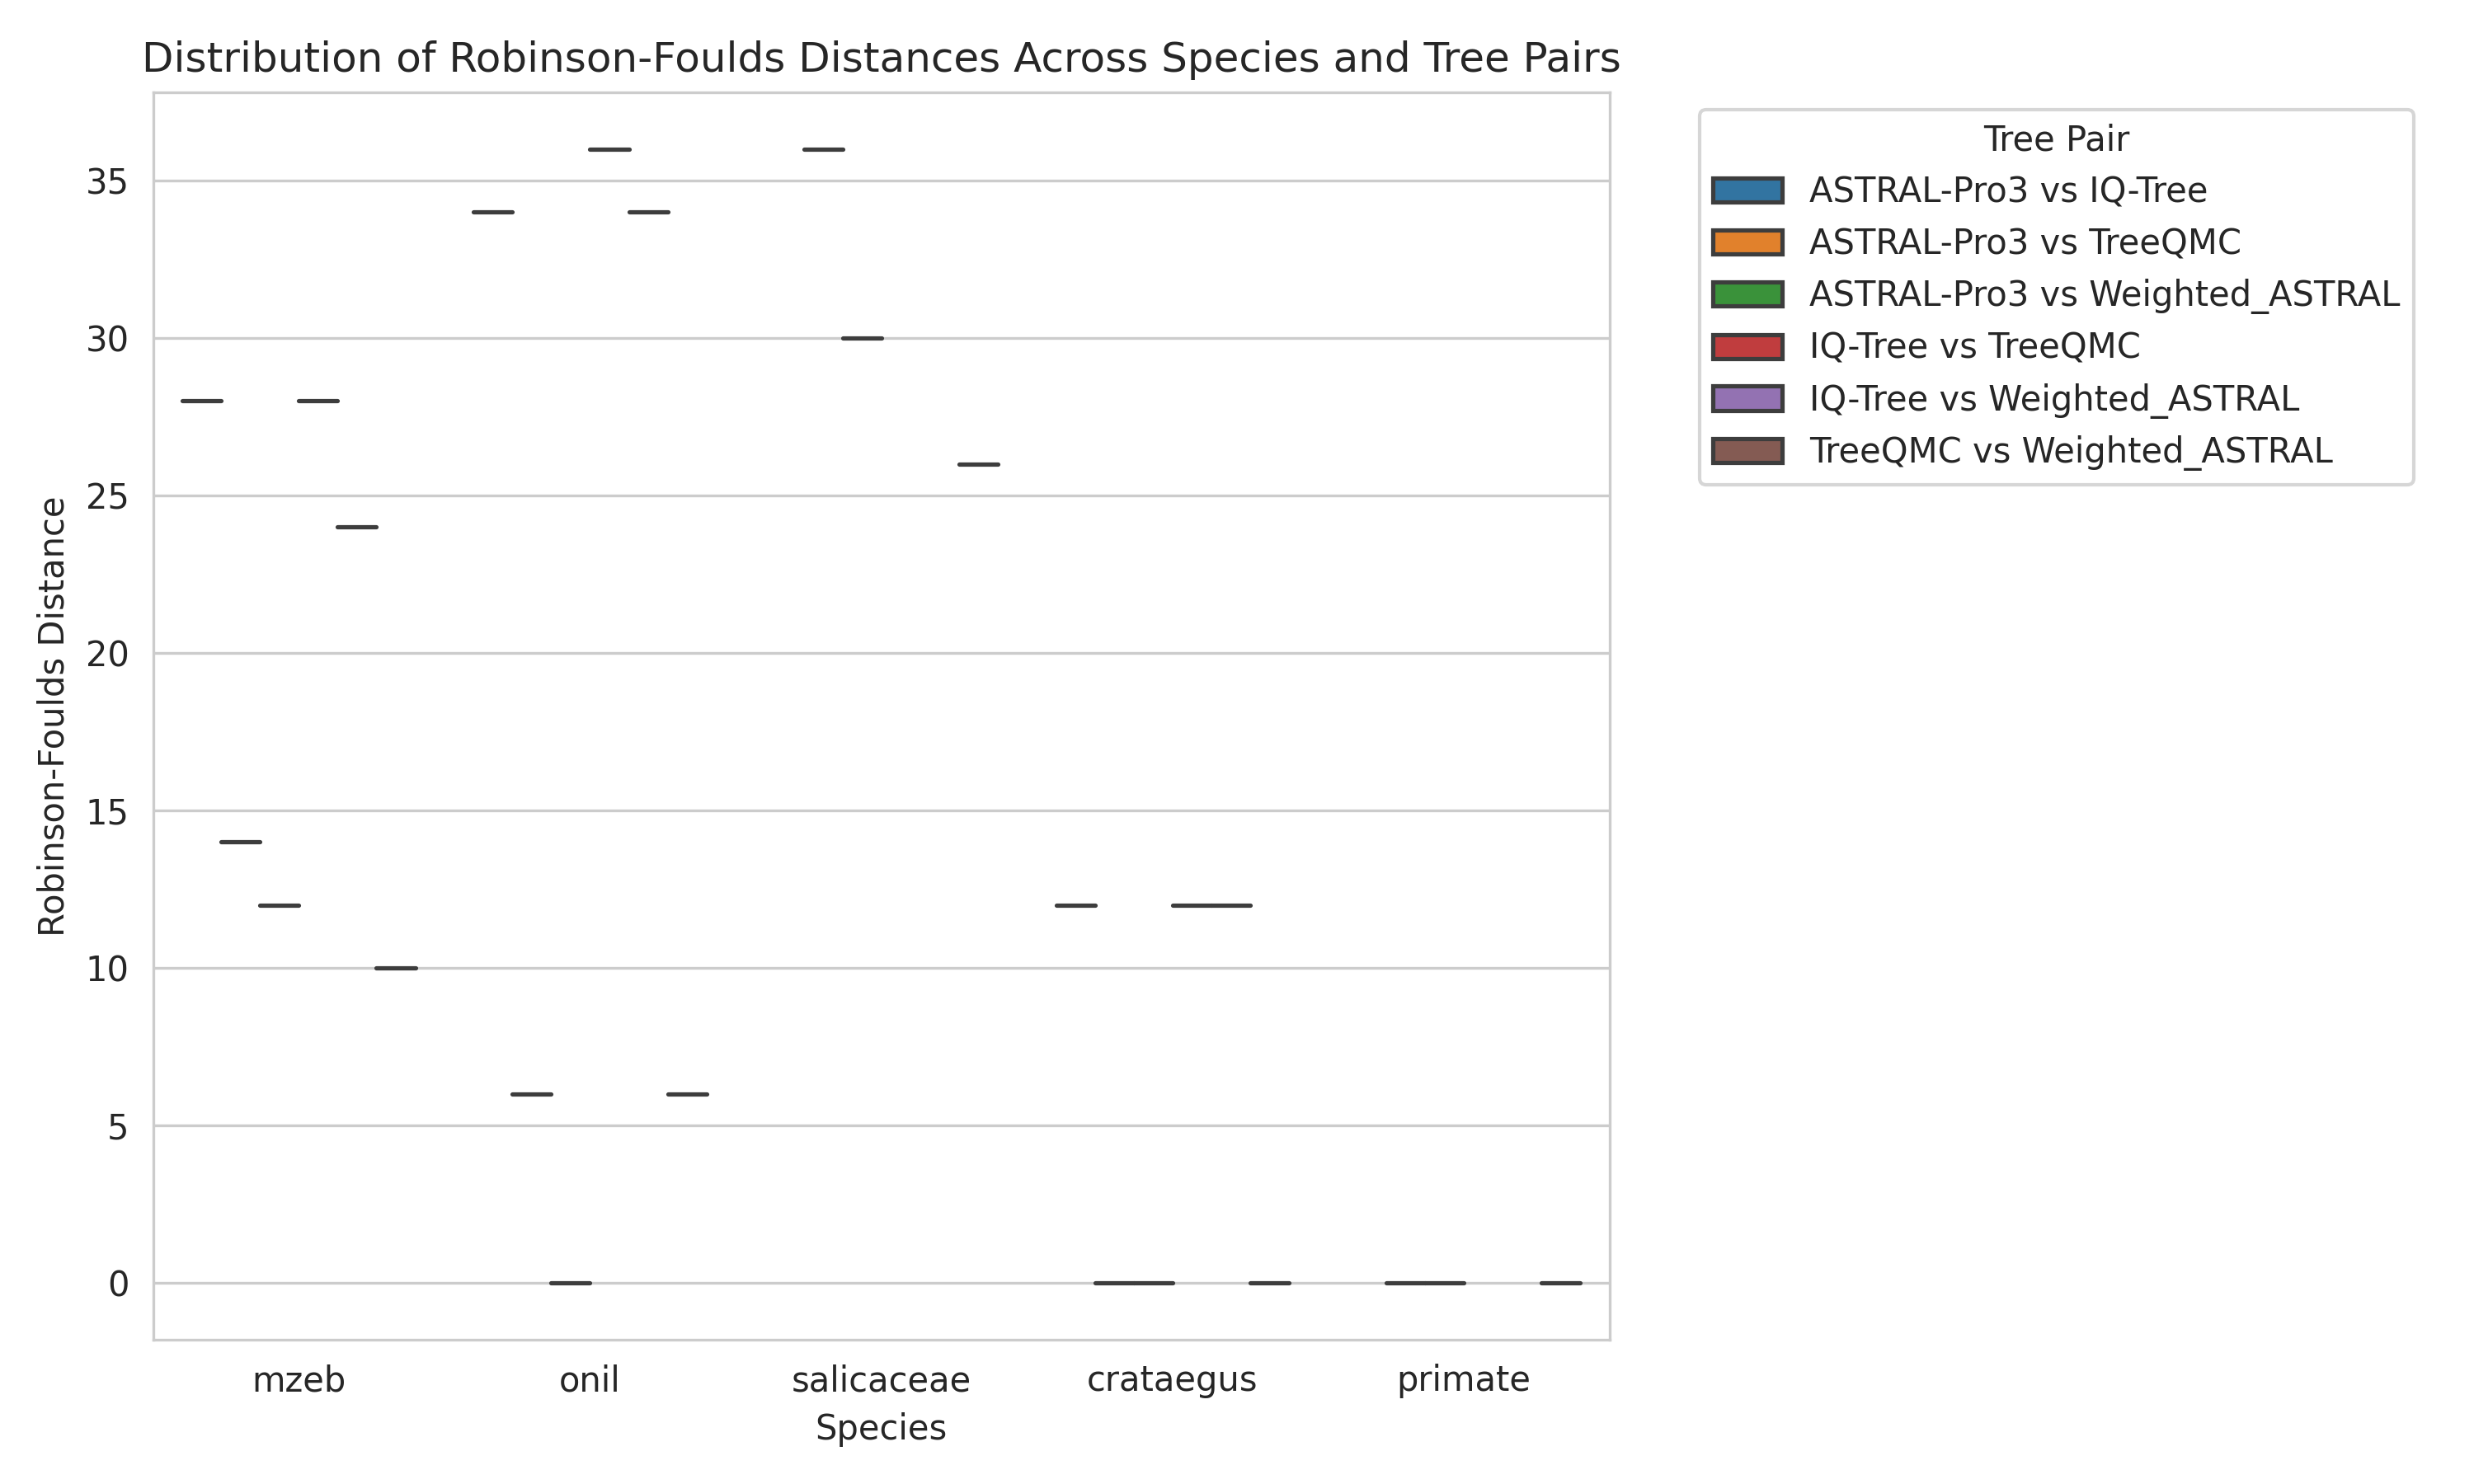 Distribution of Robinson-Foulds Distances Across Species and Tree Pairs
Tree Pair
ASTRAL-Pro3 vs IQ-Tree
ASTRAL-Pro3 vs TreeQMC
ASTRAL-Pro3 vs Weighted_ASTRAL
IQ-Tree vs TreeQMC
IQ-Tree vs Weighted_ASTRAL
TreeQMC vs Weighted_ASTRAL
Robinson-Foulds Distance
35
30
25
20
15
10
5
0
mzeb onil salicaceae crataegus primate
Species